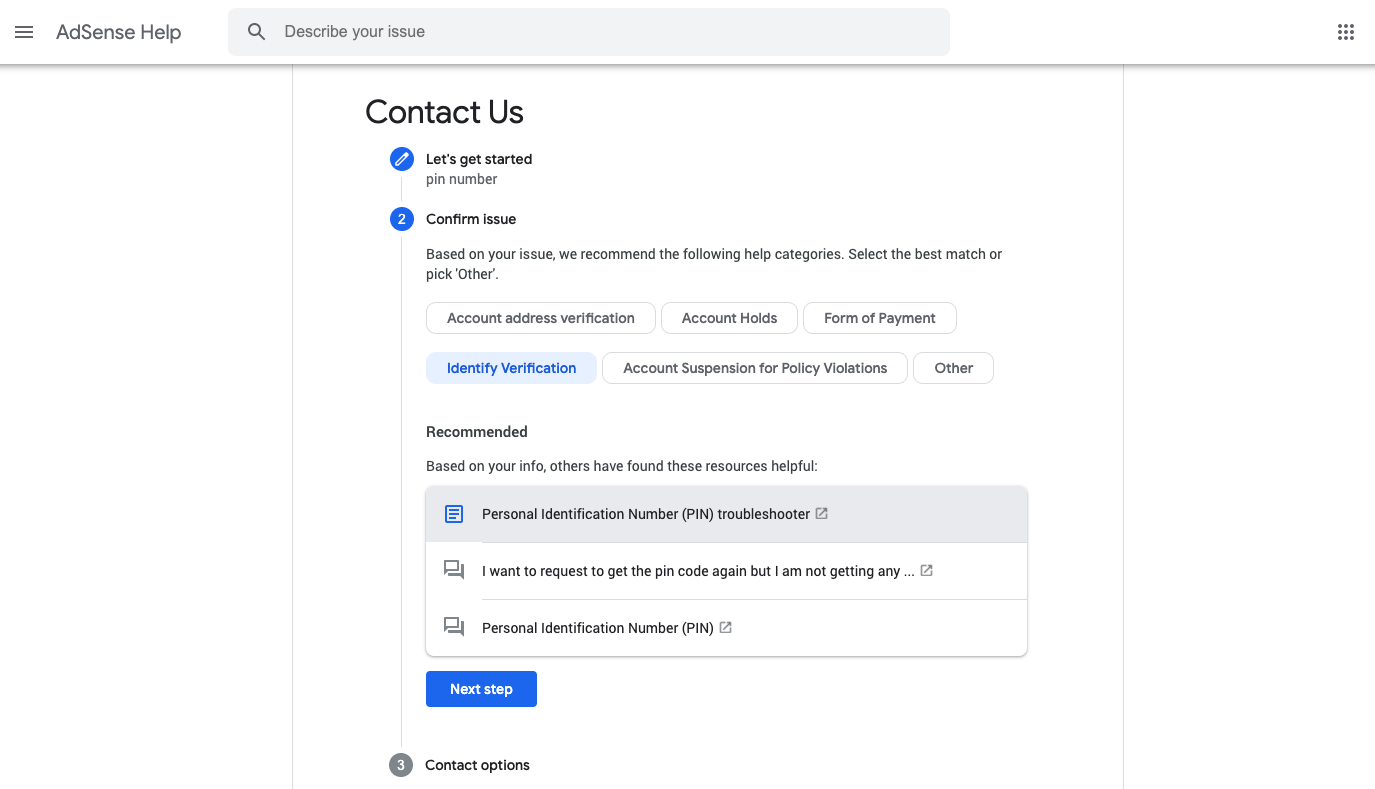 AdSense Help
Describe your issue
Contact Us
Let's get started
pin number
2
Confirm issue
Based on your issue, we recommend the following help categories. Select the best match or
pick 'Other'.
Account address verification
Account Holds
Form of Payment
Identify Verification
Account Suspension for Policy Violations
Other
Recommended
Based on your info, others have found these resources helpful:
Personal Identification Number (PIN) troubleshooter
I want to request to get the pin code again but I am not getting any ...
Personal Identification Number (PIN)
Next step
3
Contact options